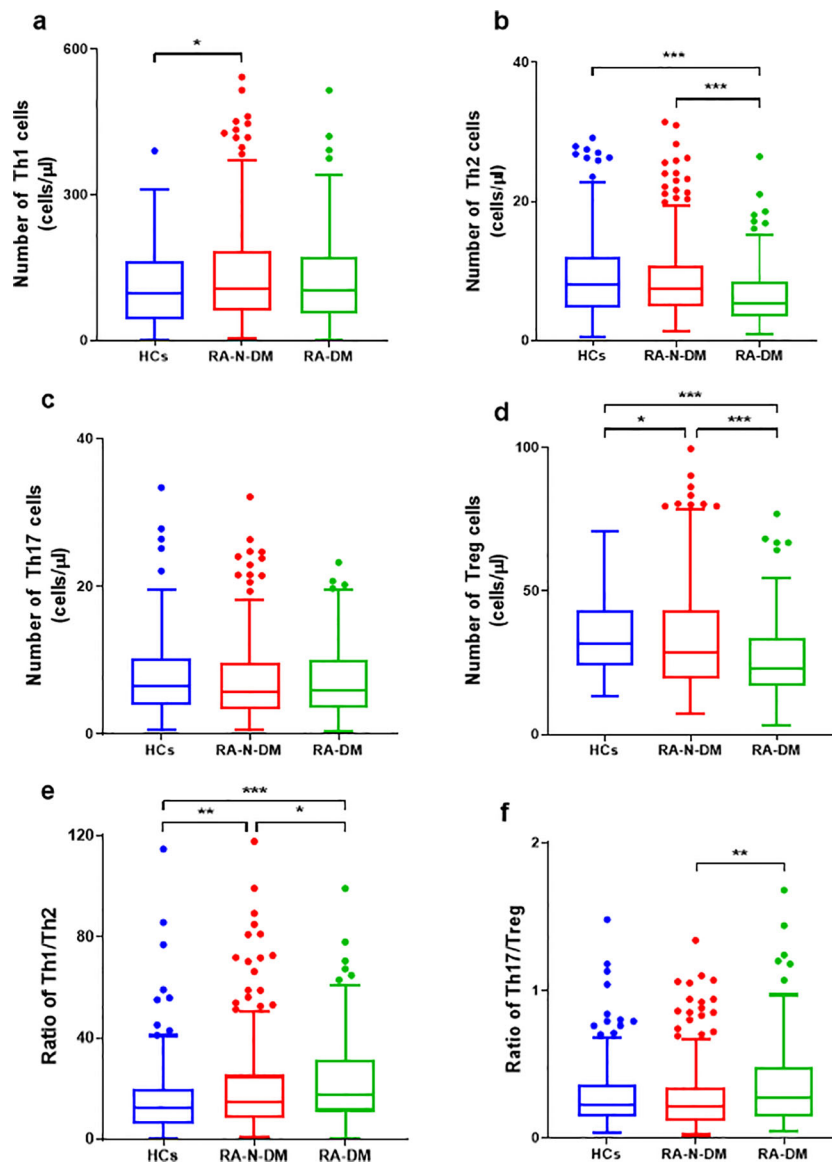 a
*
600
300
0
Number of Th1 cells
(cells/µl)
HCs RA-N-DM RA-DM
b
***
***
40
20
0
Number of Th2 cells
(cells/µl)
HCs RA-N-DM RA-DM
c
40
20
0
Number of Th17 cells
(cells/µl)
HCs RA-N-DM RA-DM
d
***
* ***
100
50
0
Number of Treg cells
(cells/µl)
HCs RA-N-DM RA-DM
e
***
** *
120
80
40
0
Ratio of Th1/Th2
HCs RA-N-DM RA-DM
f
**
2
1
0
Ratio of Th17/Treg
HCs RA-N-DM RA-DM